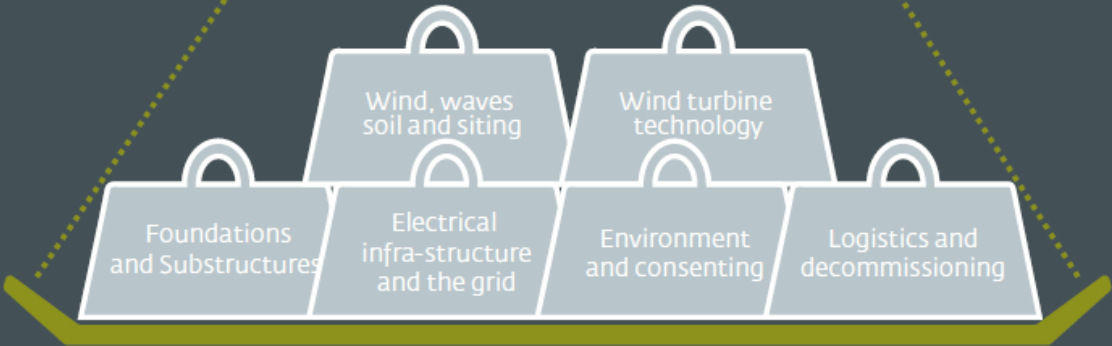 Wind, waves
soil and siting
Wind turbine
technology
Foundations
and Substructures
Electrical
infra-structure
and the grid
Environment
and consenting
Logistics and
decommissioning